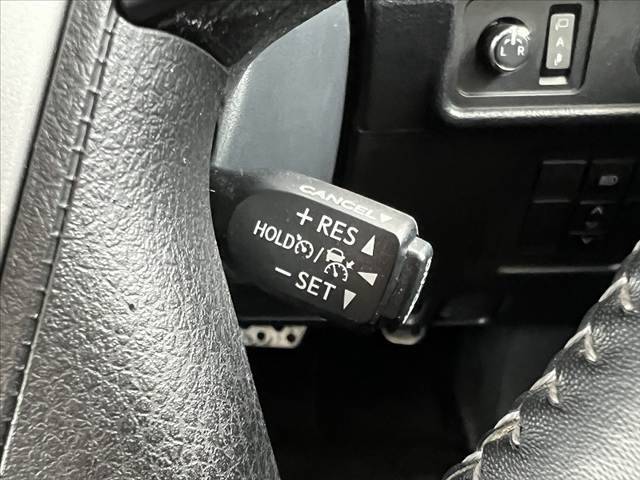 L R
A
CANCEL
+ RES
HOLD /
- SET